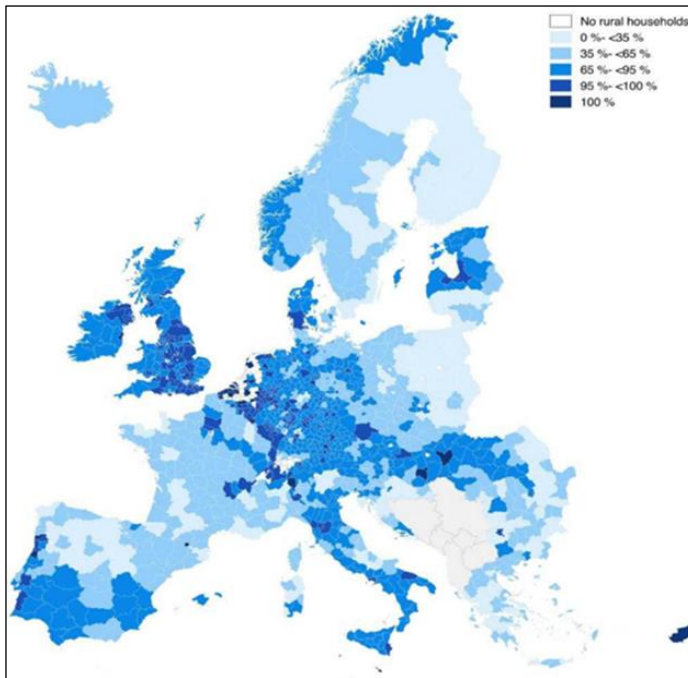 No rural households
0 %- <35 %
35 %- <65 %
65 %- <95 %
95 %- <100 %
100 %